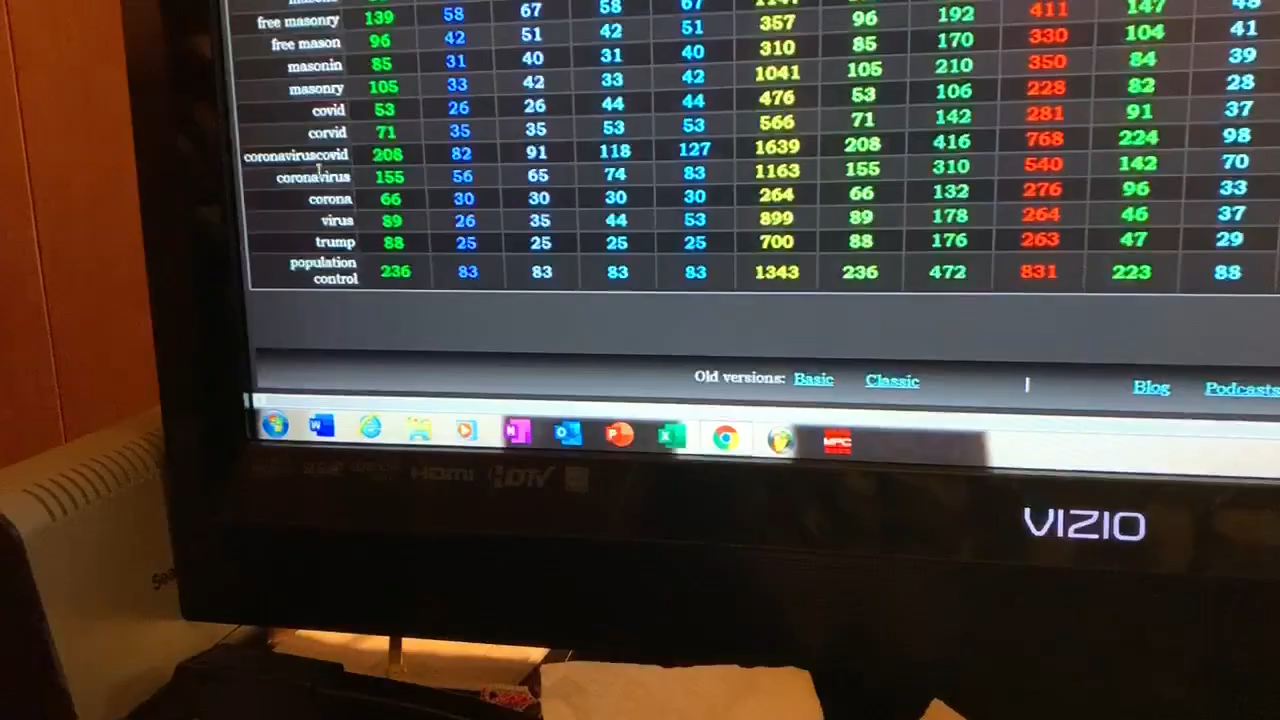 free masonry 139 58 67 58 67 357 96 192 411 147
free mason 96 42 51 42 51 310 85 170 330 104 41
masonin 85 31 40 31 40 1041 105 210 350 84 39
masonry 105 33 42 33 42 476 53 106 228 82 28
covid 53 26 26 44 44 566 71 142 281 91 37
corvid 71 35 35 53 53 1639 208 416 768 224 98
coronaviruscovid 208 82 91 118 127 1163 155 310 540 142 70
coronavirus 155 56 65 74 83 264 66 132 276 96 33
corona 66 30 30 30 30 899 89 178 264 46 37
virus 89 26 35 44 53 700 88 176 263 47 29
trump 88 25 25 25 25
population
control 236 83 83 83 83 1343 236 472 831 223 88
Old versions: Basic Classic | Blog Podcasts
HDMI HDTV
VIZIO